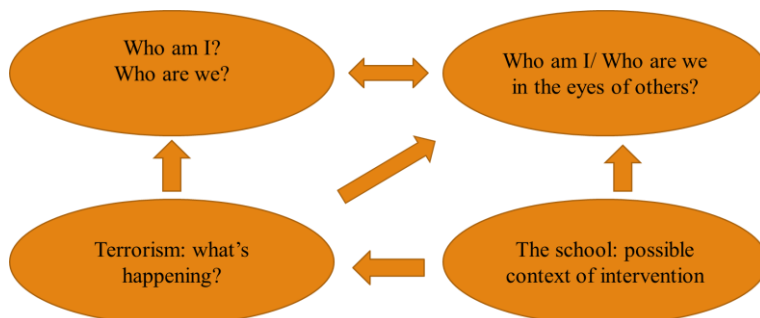 Who am I?
Who are we?
Who am I/ Who are we
in the eyes of others?
Terrorism: what's
happening?
The school: possible
context of intervention